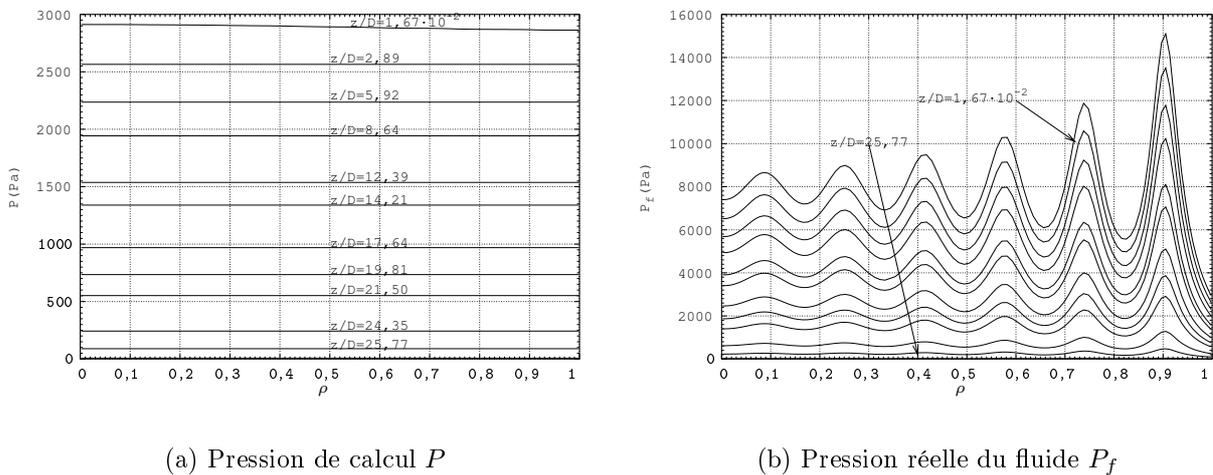 3000
2500
2000
1500
1000
500
0
P(Pa)
z/D=1,67·10⁻²
z/D=2,89
z/D=5,92
z/D=8,64
z/D=12,39
z/D=14,21
z/D=17,64
z/D=19,81
z/D=21,50
z/D=24,35
z/D=25,77
0 0,1 0,2 0,3 0,4 0,5 0,6 0,7 0,8 0,9 1
ρ
(a) Pression de calcul P
16000
14000
12000
10000
8000
6000
4000
2000
0
P_f(Pa)
z/D=1,67·10⁻²
z/D=25,77
0 0,1 0,2 0,3 0,4 0,5 0,6 0,7 0,8 0,9 1
ρ
(b) Pression réelle du fluide P_f